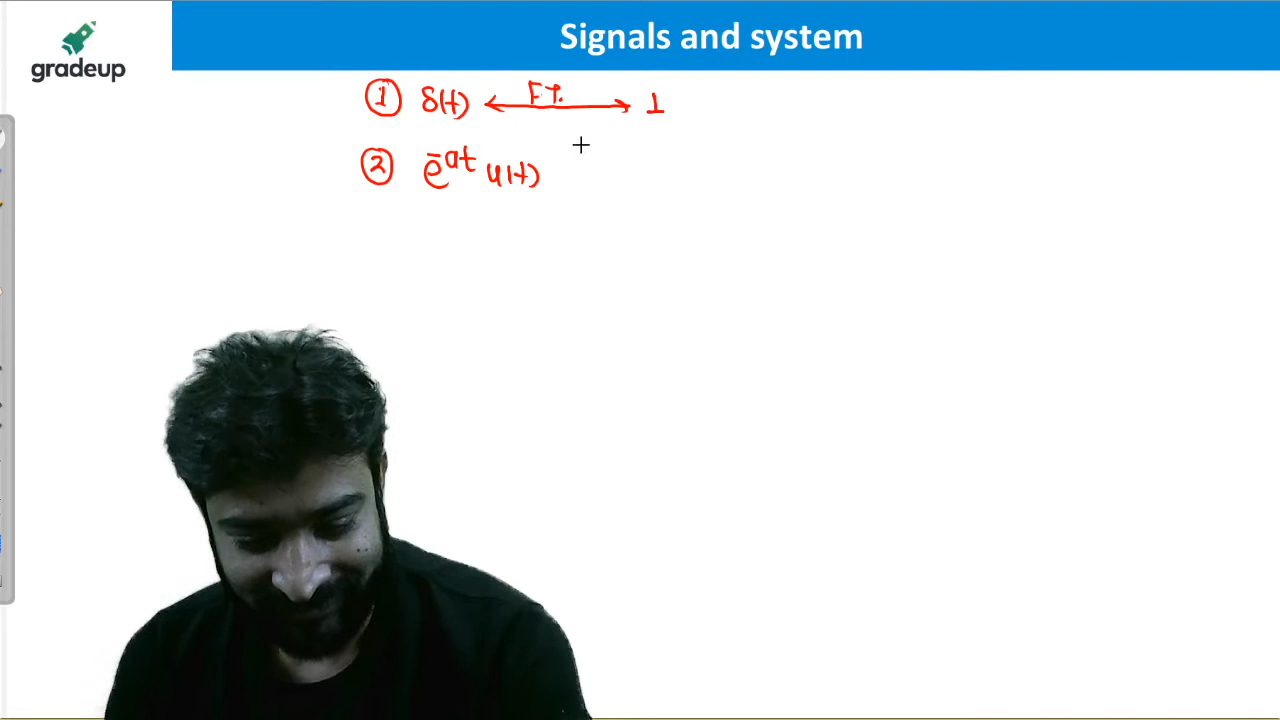 Signals and system
gradeup
① δ(t) ⟷ F.T. 1
② e^-at u(t)